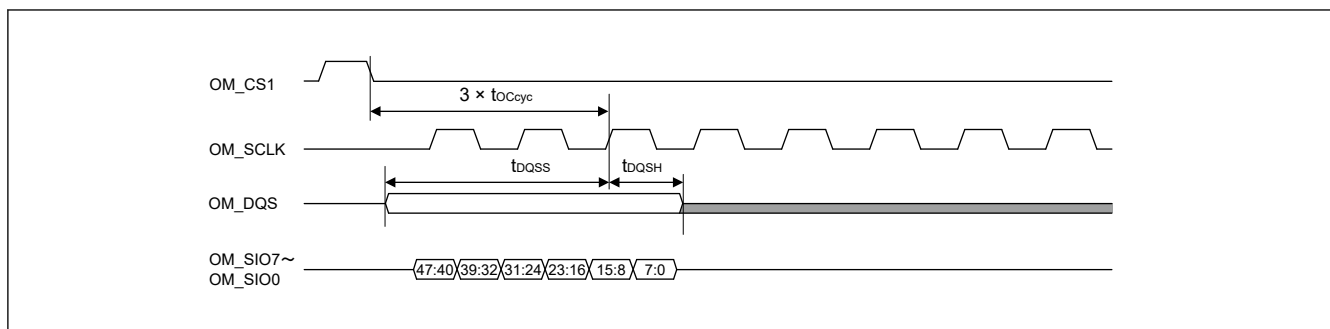 OM_CS1
3 × tOCcyc
OM_SCLK
tDQSS
tDQSH
OM_DQS
OM_SIO7～
OM_SIO0
47:40 39:32 31:24 23:16 15:8 7:0